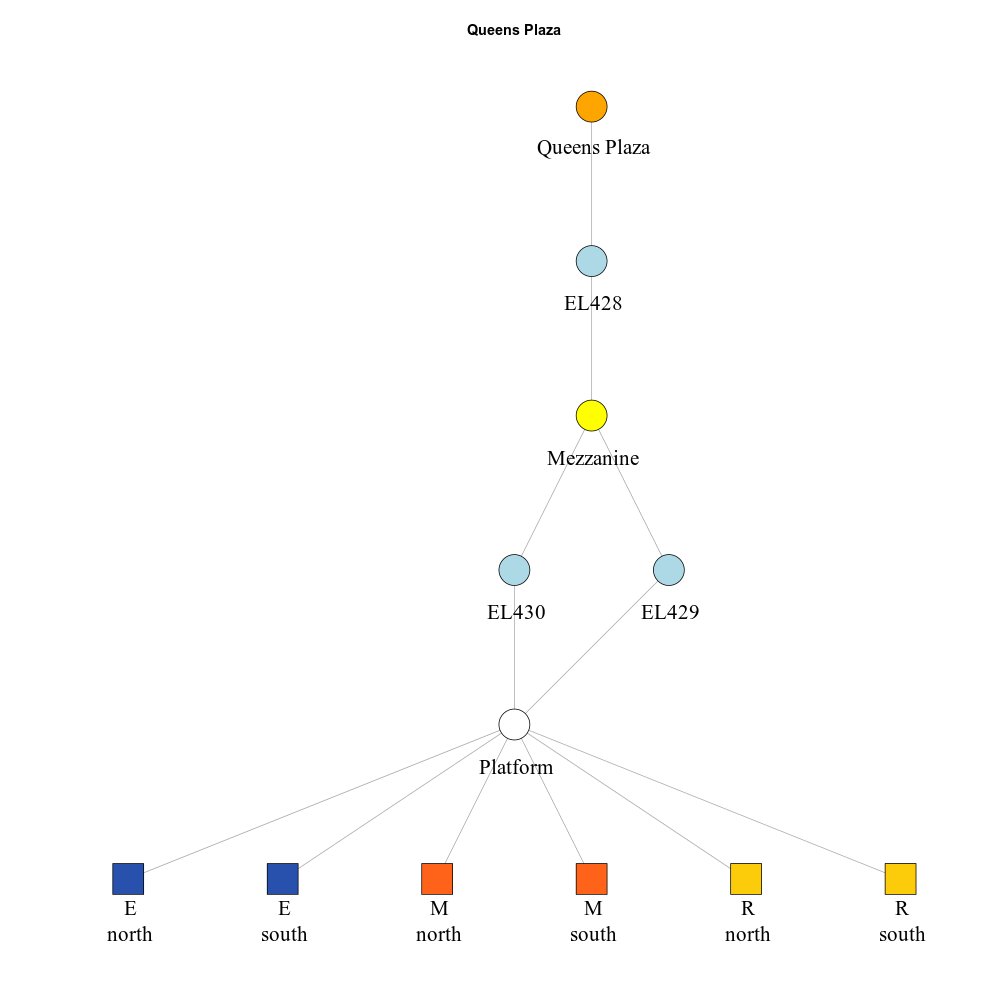 Queens Plaza
Queens Plaza
EL428
Mezzanine
EL430
EL429
Platform
E
north
E
south
M
north
M
south
R
north
R
south